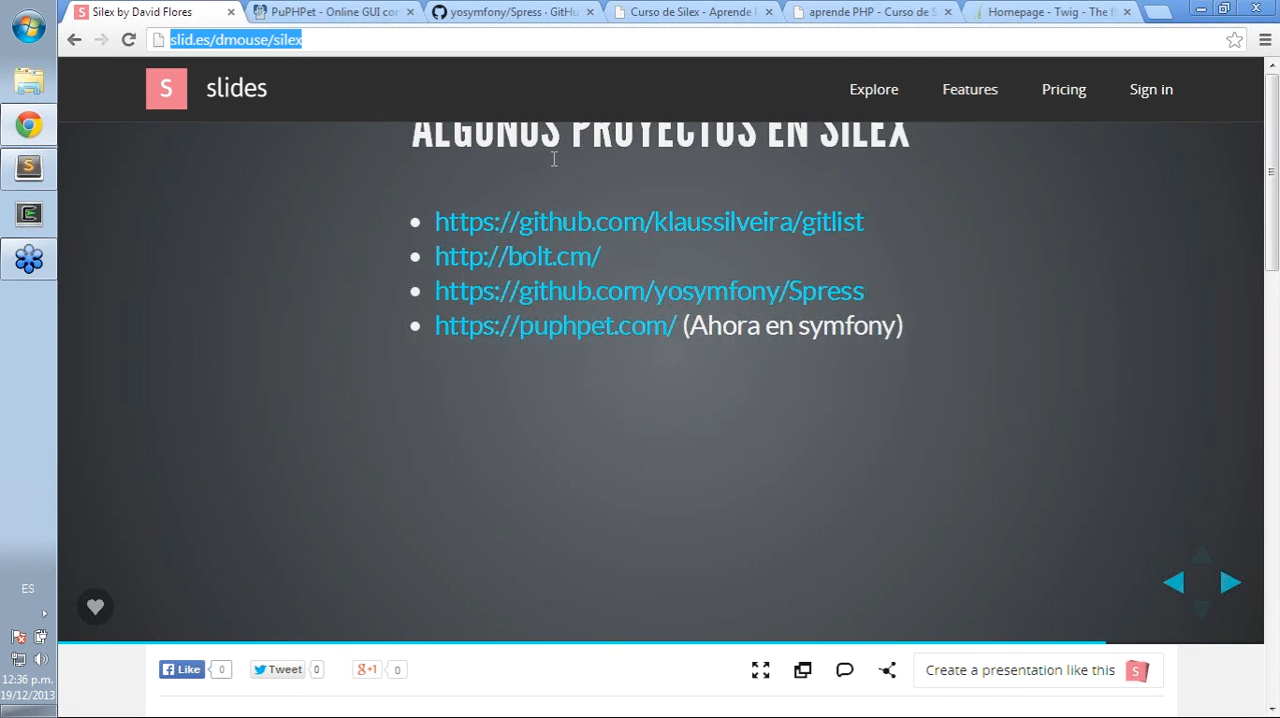 Silex by David Flores
PuPHPet - Online GUI co
yosymfony/Spress · GitHu
Curso de Silex - Aprende
aprende PHP - Curso de S
Homepage - Twig - The f
slid.es/dmouse/silex
S slides
Explore
Features
Pricing
Sign in
ALGUNOS PROYECTOS EN SILEX
https://github.com/klaussilveira/gitlist
http://bolt.cm/
https://github.com/yosymfony/Spress
https://puphpet.com/ (Ahora en symfony)
ES
12:36 p.m.
19/12/2013
Like 0
Tweet 0
g+1 0
Create a presentation like this S